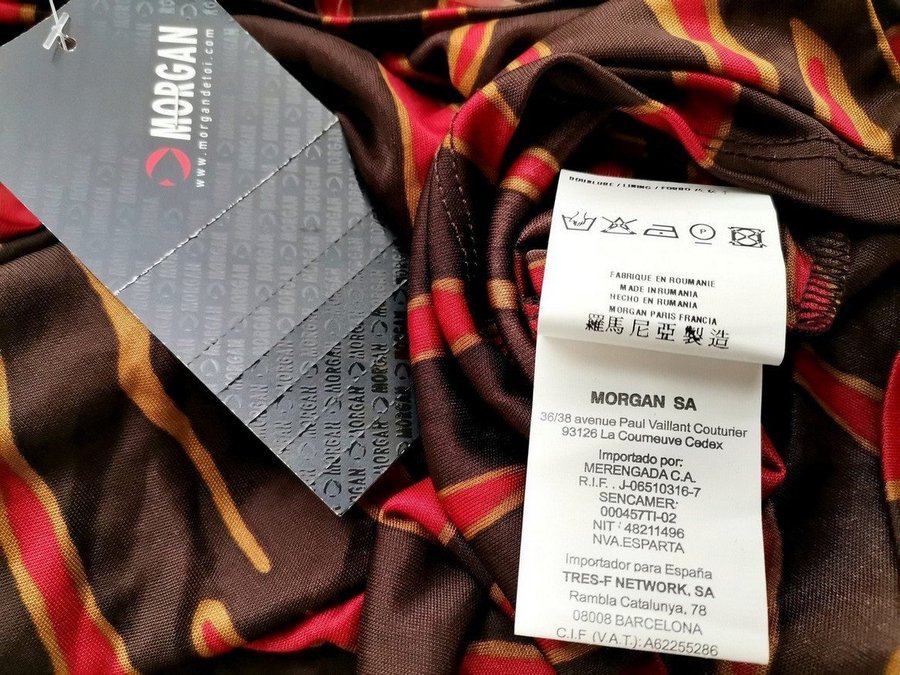 MORGAN
www.morgandetoi.com
DOUBLURE / LINING / FORRO
P
FABRIQUE EN ROUMANIE
MADE IN RUMANIA
HECHO EN RUMANIA
MORGAN PARIS FRANCIA
羅馬尼亞製造
MORGAN SA
36/38 avenue Paul Vaillant Couturier
93126 La Courneuve Cedex
Importado por:
MERENGADA C.A.
R.I.F. . J-06510316-7
SENCAMER:
000457TI-02
NIT : 48211496
NVA.ESPARTA
Importador para España
TRES-F NETWORK, SA
Rambla Catalunya, 78
08008 BARCELONA
C.I.F (V.A.T.): A62255286